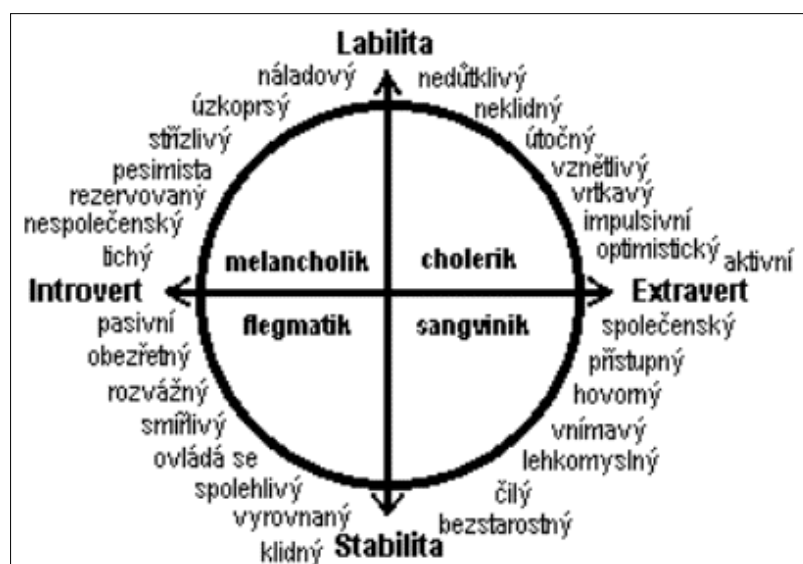 Labilita
náladový nedůtklivý
úzkoprsý neklidný
střízlivý útočný
pesimista vznětlivý
rezervovaný vrtkavý
nespolečenský impulsivní
tichý optimistický aktivní
melancholik cholerik
Introvert Extravert
flegmatik sangvinik
pasivní společenský
obezřetný přístupný
rozvážný hovorný
smířlivý vnímavý
ovládá se lehkomyslný
spolehlivý čilý
vyrovnaný bezstarostný
klidný Stabilita